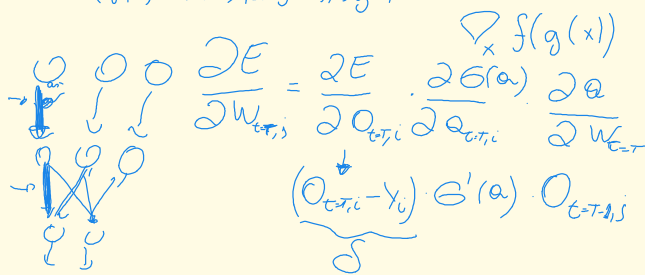 ∇ₓ f(g(x))
∂E/∂W_{t=T,j} = ∂E/∂O_{t=T,i} · ∂G(a)/∂a_{t=T,i} · ∂a/∂W_{t=T}
(O_{t=T,i} - y_i) · G'(a) · O_{t=T-1,j}
δ